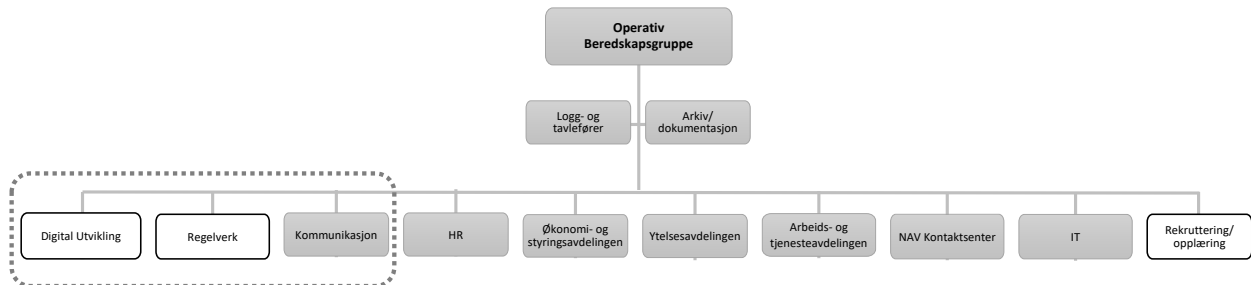 Operativ
Beredskapsgruppe
Logg- og
tavlefører
Arkiv/
dokumentasjon
Digital Utvikling
Regelverk
Kommunikasjon
HR
Økonomi- og
styringsavdelingen
Ytelsesavdelingen
Arbeids- og
tjenesteavdelingen
NAV Kontaktsenter
IT
Rekruttering/
opplæring